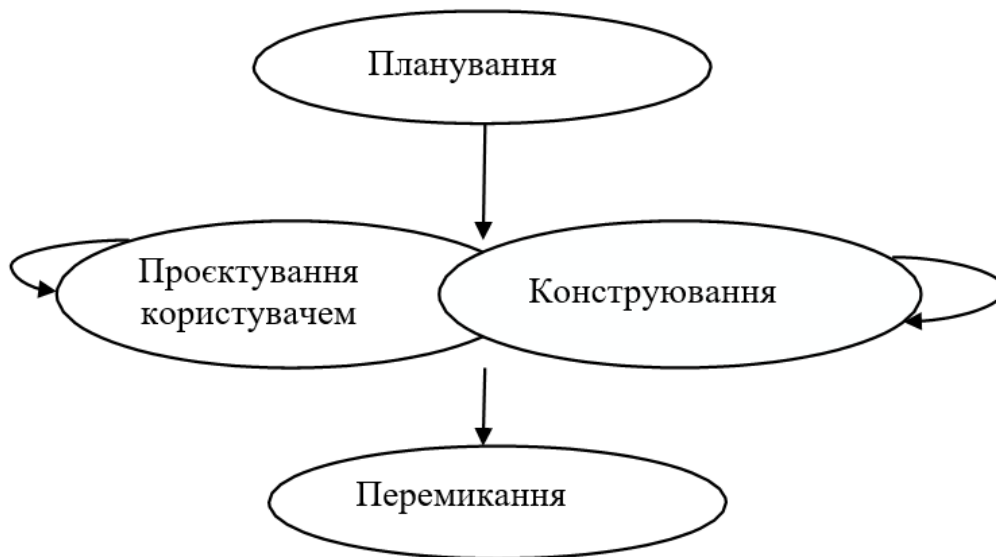 Планування
Проєктування
користувачем
Конструювання
Перемикання